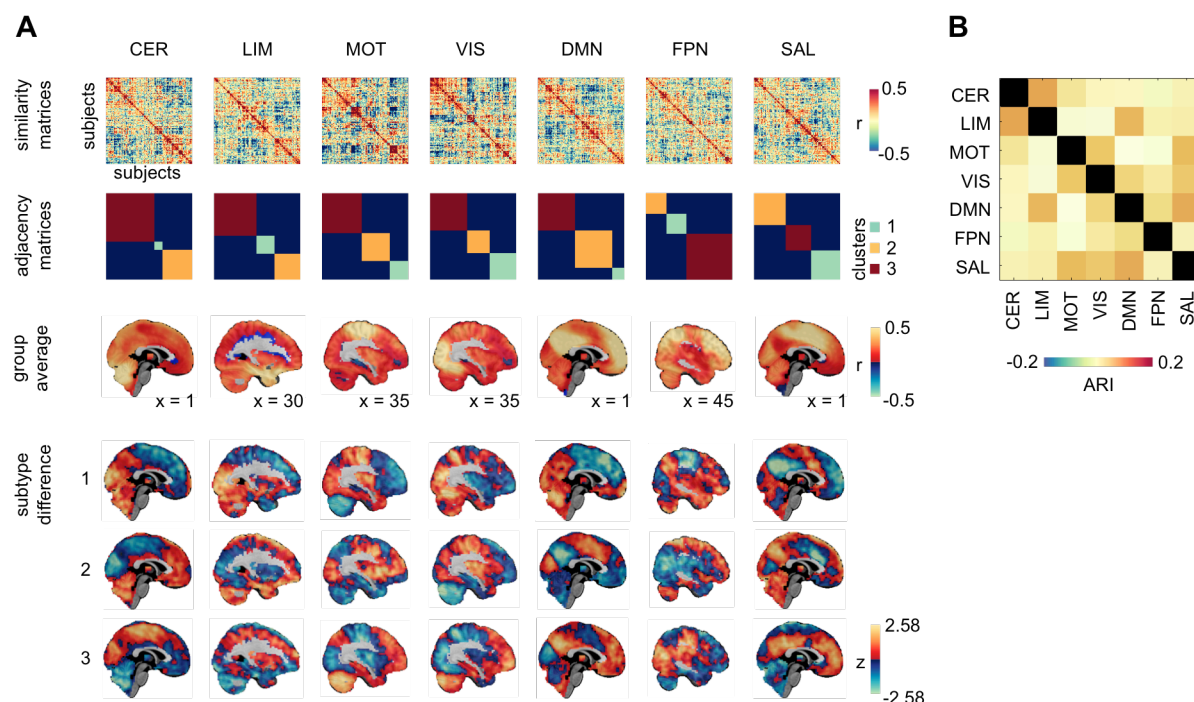 A
B
CER LIM MOT VIS DMN FPN SAL
similarity
matrices
subjects
subjects
0.5
r
-0.5
adjacency
matrices
clusters
1
2
3
group
average
x = 1 x = 30 x = 35 x = 35 x = 1 x = 45 x = 1
0.5
r
-0.5
subtype
difference
1
2
3
2.58
z
-2.58
CER
LIM
MOT
VIS
DMN
FPN
SAL
CER LIM MOT VIS DMN FPN SAL
-0.2 0.2
ARI